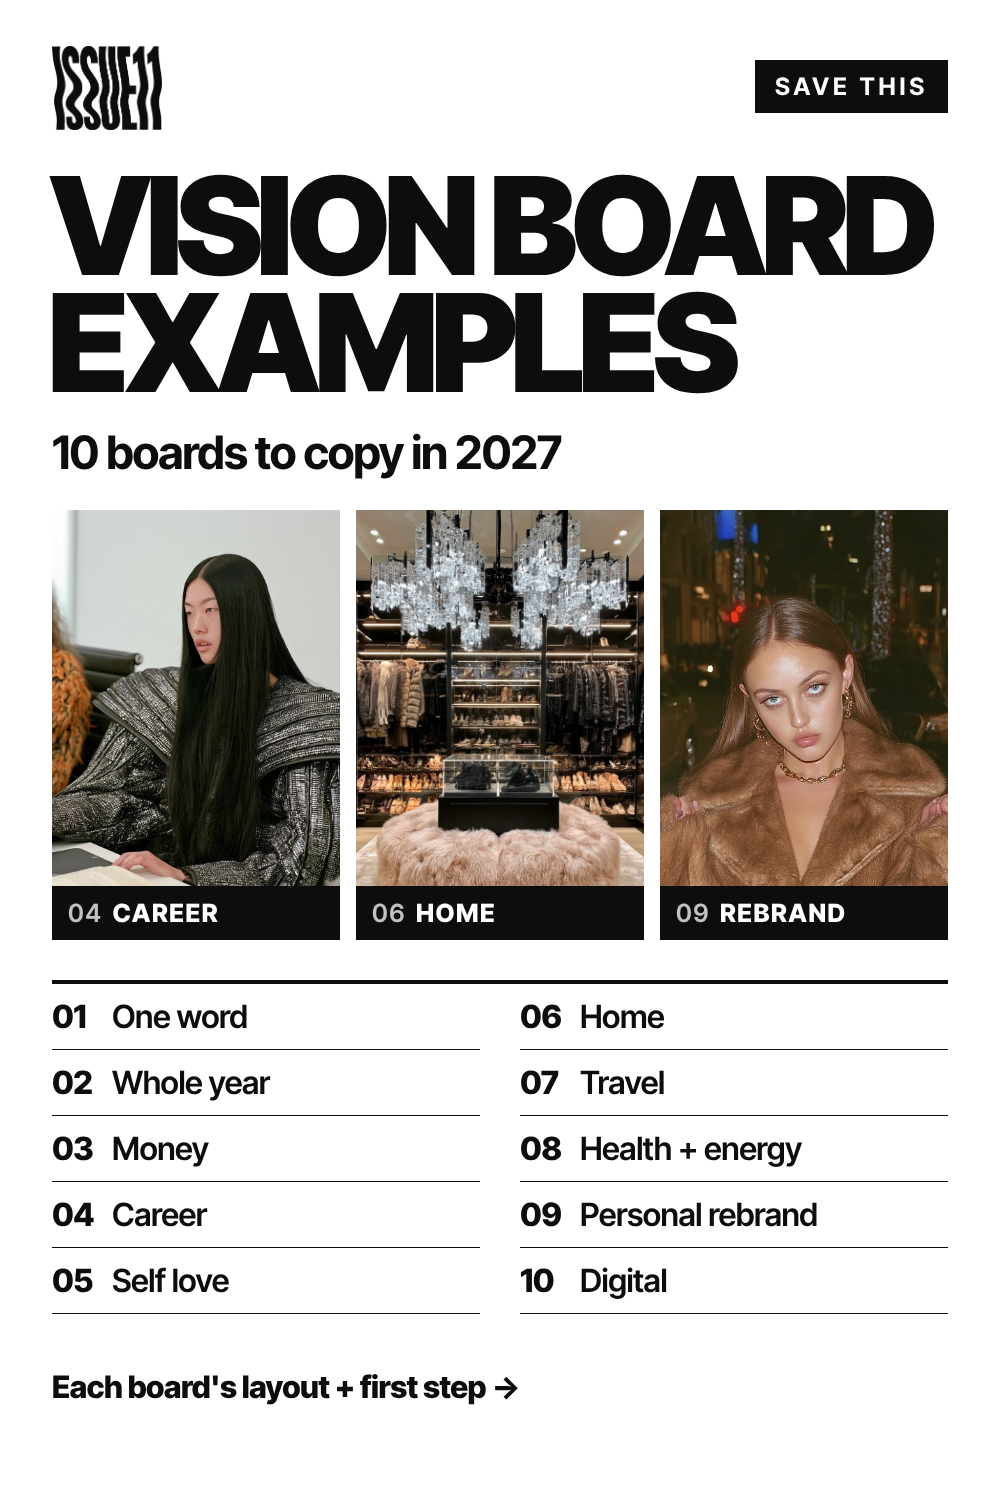 ISSUE11
SAVE THIS
VISION BOARD
EXAMPLES
10 boards to copy in 2027
04 CAREER
06 HOME
09 REBRAND
01 One word
02 Whole year
03 Money
04 Career
05 Self love
06 Home
07 Travel
08 Health + energy
09 Personal rebrand
10 Digital
Each board's layout + first step →